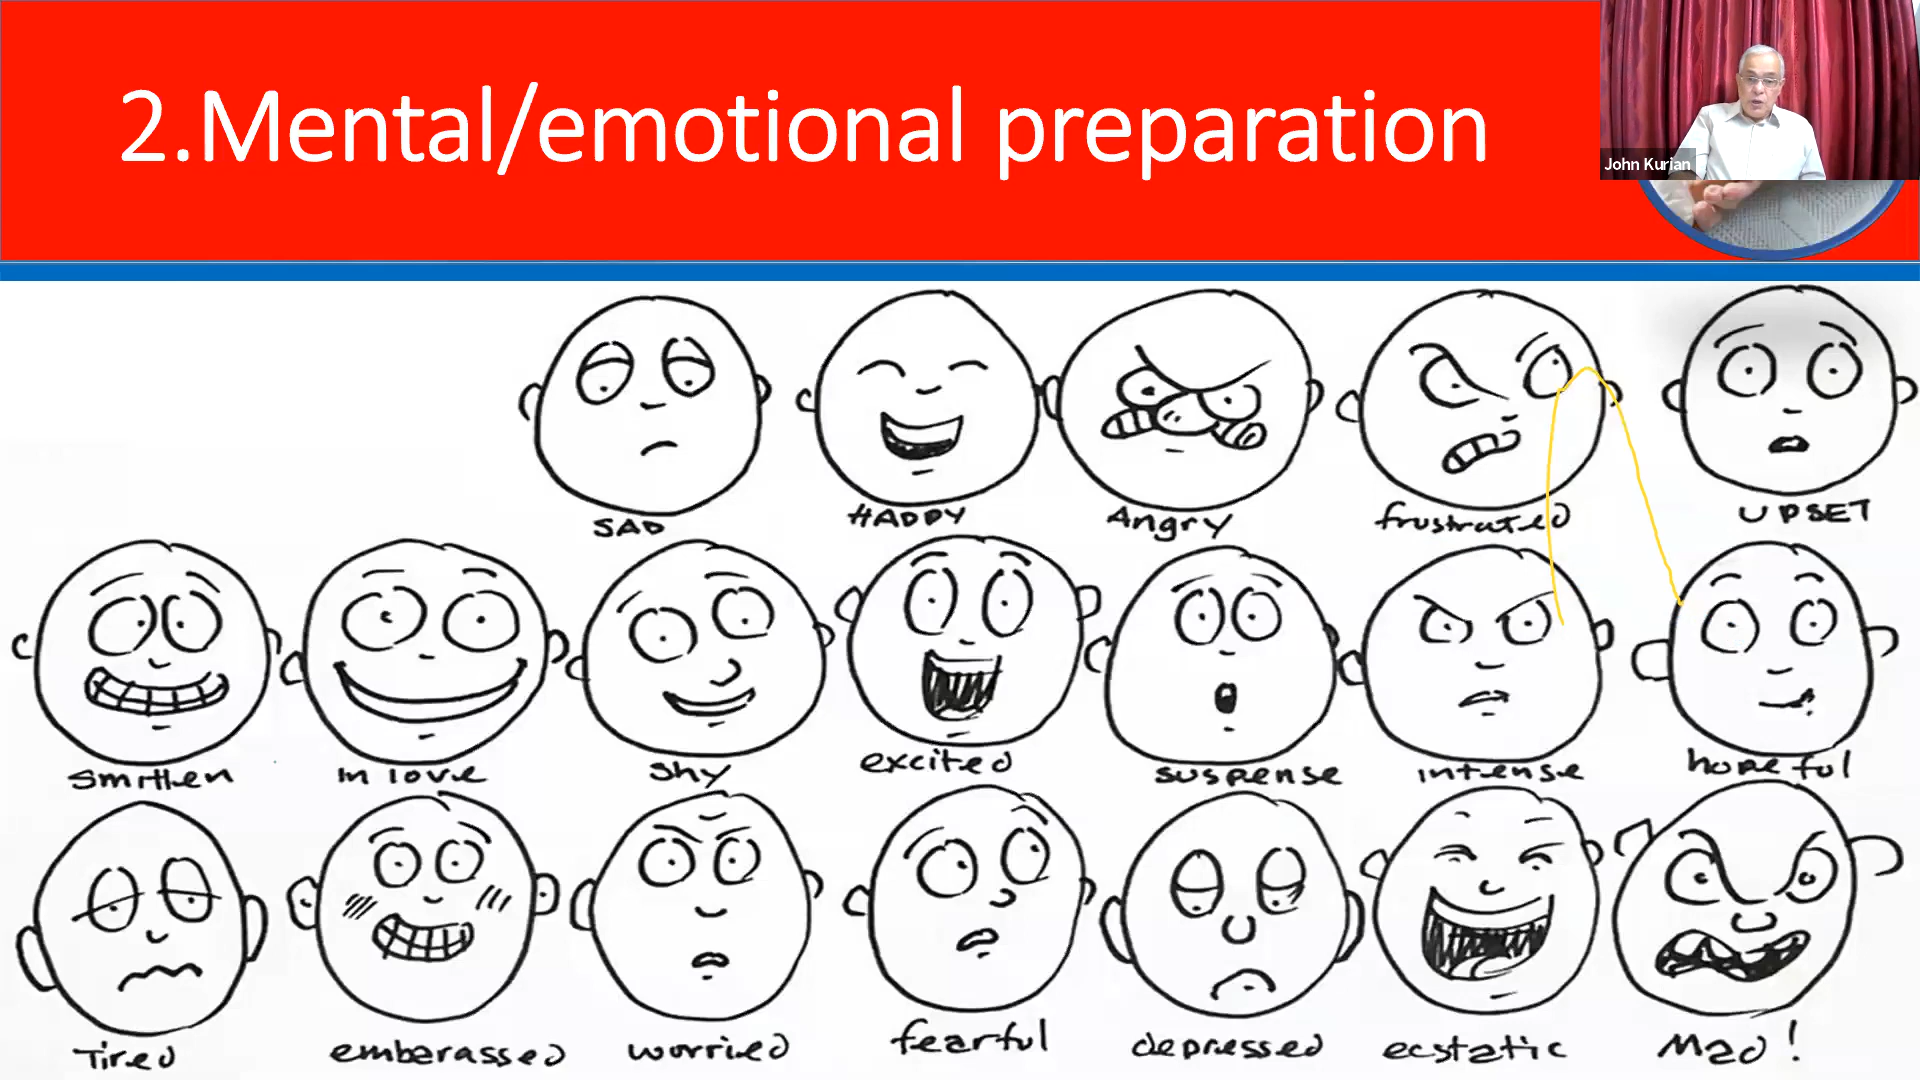 2.Mental/emotional preparation
John Kurian
SAD HAPPY Angry frustrated UPSET
Smitten in love shy excited suspense intense hopeful
Tired embarassed worried fearful depressed ecstatic Mad!